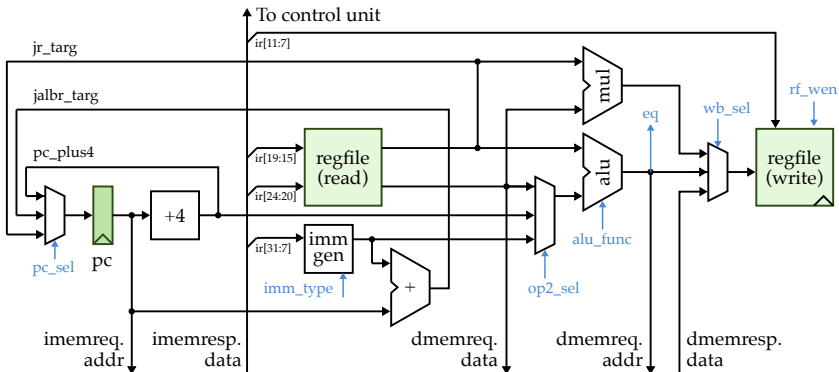 To control unit
ir[11:7]
jr_targ
mul
rf_wen
jalbr_targ
wb_sel
eq
pc_plus4
ir[19:15]
regfile
(read)
alu
regfile
(write)
ir[24:20]
+4
imm
gen
ir[31:7]
alu_func
pc_sel
pc
imm_type
+
op2_sel
imemreq.
addr
imemresp.
data
dmemreq.
data
dmemreq.
addr
dmemresp.
data